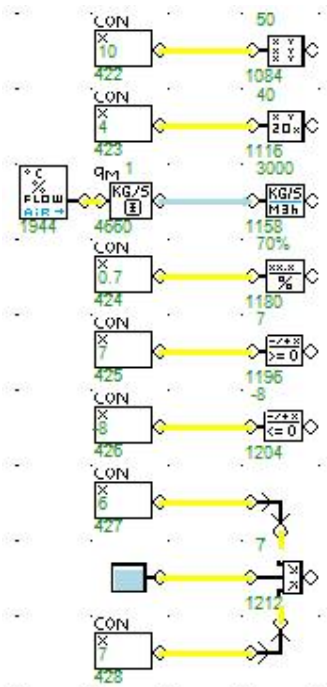 CON 50
X X Y
10 X Y
422 1084
CON 40
X X Y
4 20x
423 1116
qM 1 3000
°C
% KG/S KG/S
FLOW M3h
AiR →
1944 4660 1158
CON 70%
X xx.x
0.7 %
424 1180
CON 7
X -/+x
7 >= 0
425 1196
CON -8
X -/+x
-8 <= 0
426 1204
CON
X
6
427
7
1212
CON
X
7
428